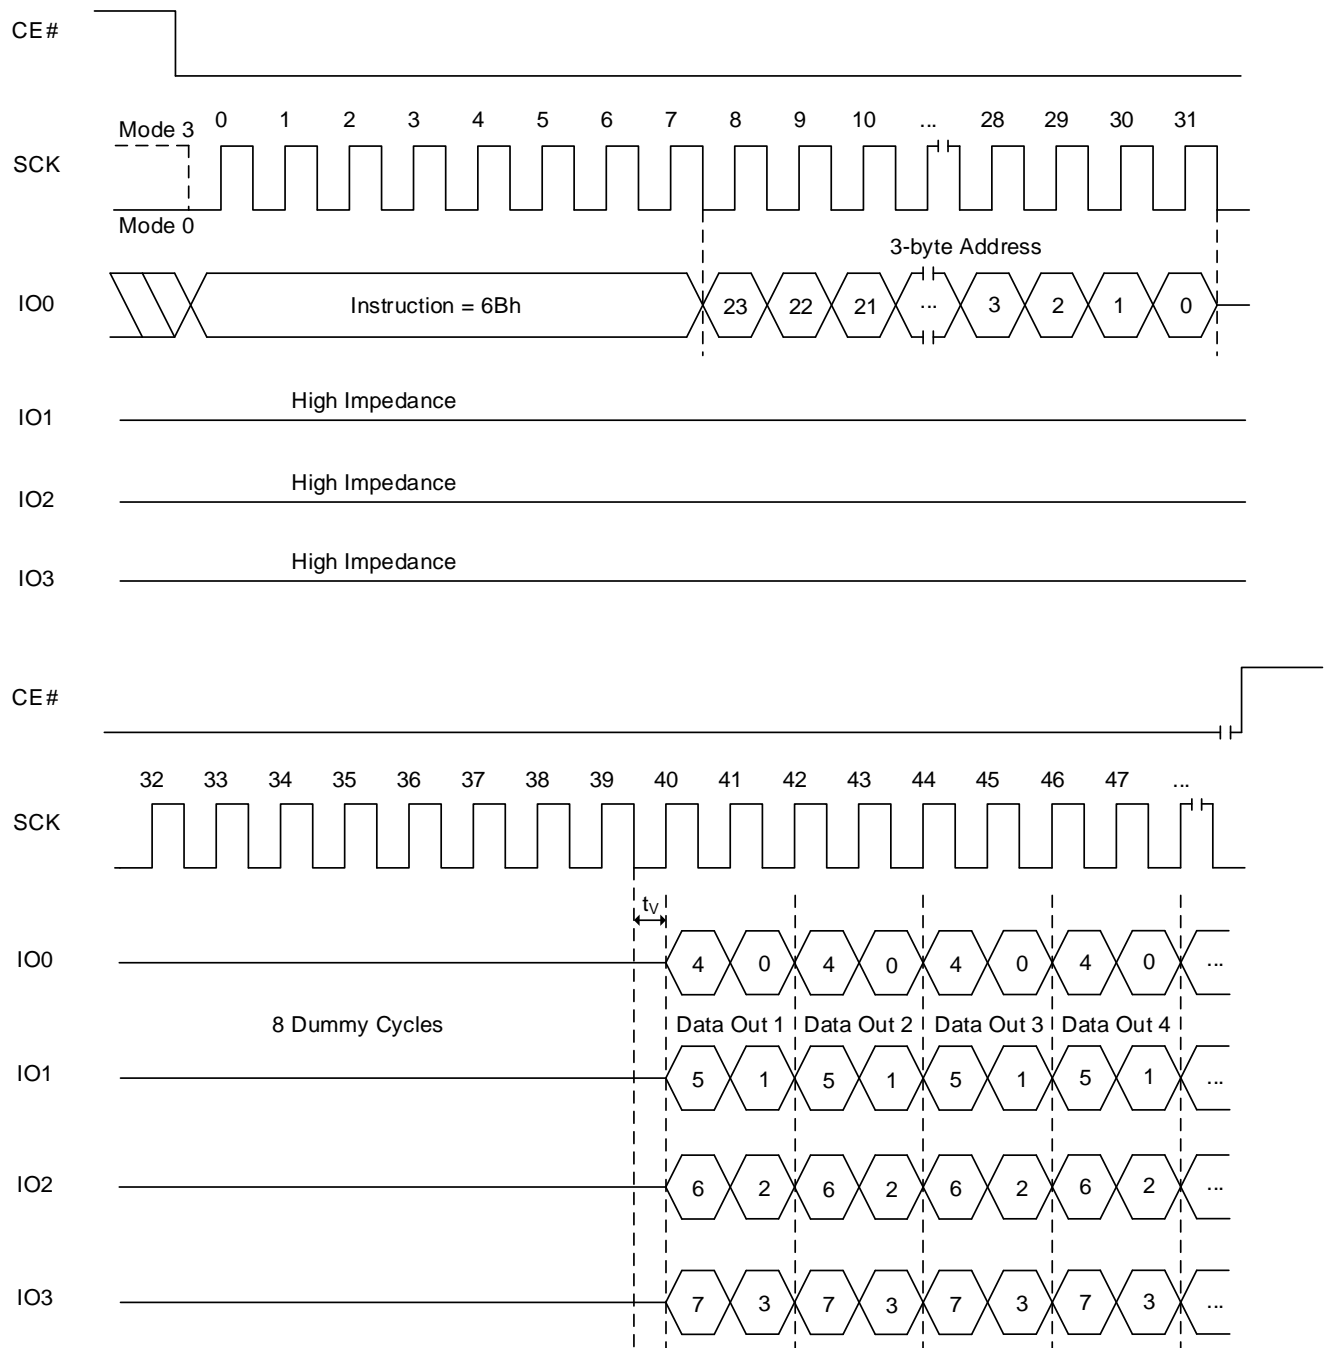 CE#
Mode 3 0 1 2 3 4 5 6 7 8 9 10 ... 28 29 30 31
SCK
Mode 0
3-byte Address
IO0 Instruction = 6Bh 23 22 21 ... 3 2 1 0
High Impedance
IO1
High Impedance
IO2
High Impedance
IO3
CE#
32 33 34 35 36 37 38 39 40 41 42 43 44 45 46 47 ...
SCK
tV
IO0 4 0 4 0 4 0 4 0 ...
8 Dummy Cycles Data Out 1 Data Out 2 Data Out 3 Data Out 4
IO1 5 1 5 1 5 1 5 1 ...
IO2 6 2 6 2 6 2 6 2 ...
IO3 7 3 7 3 7 3 7 3 ...